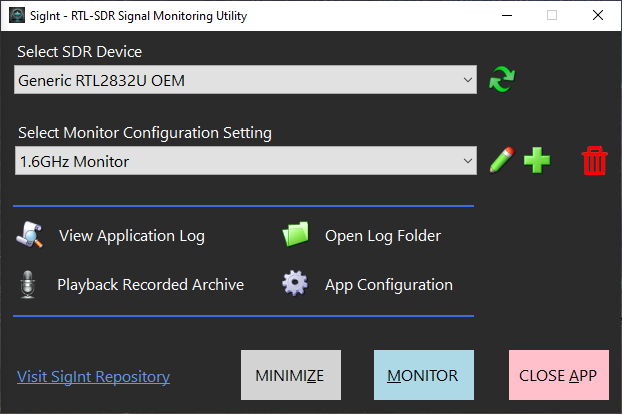 SigInt - RTL-SDR Signal Monitoring Utility
Select SDR Device
Generic RTL2832U OEM
Select Monitor Configuration Setting
1.6GHz Monitor
View Application Log
Open Log Folder
Playback Recorded Archive
App Configuration
Visit SigInt Repository
MINIMIZE
MONITOR
CLOSE APP